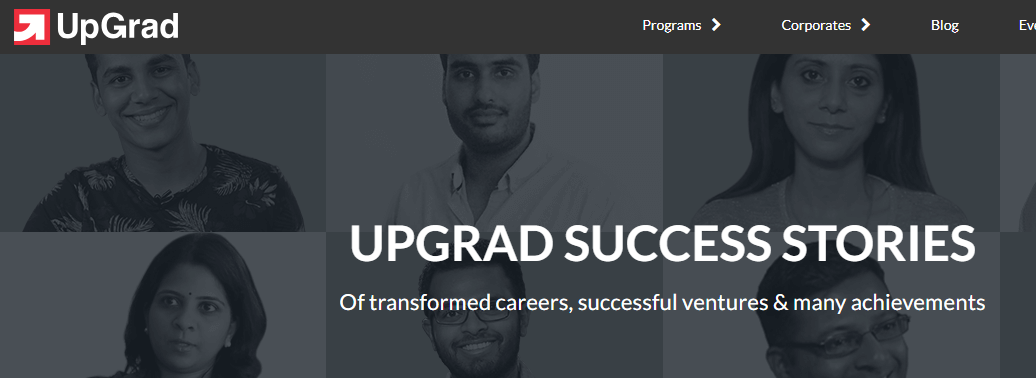 UpGrad
Programs
Corporates
Blog
UPGRAD SUCCESS STORIES
Of transformed careers, successful ventures & many achievements